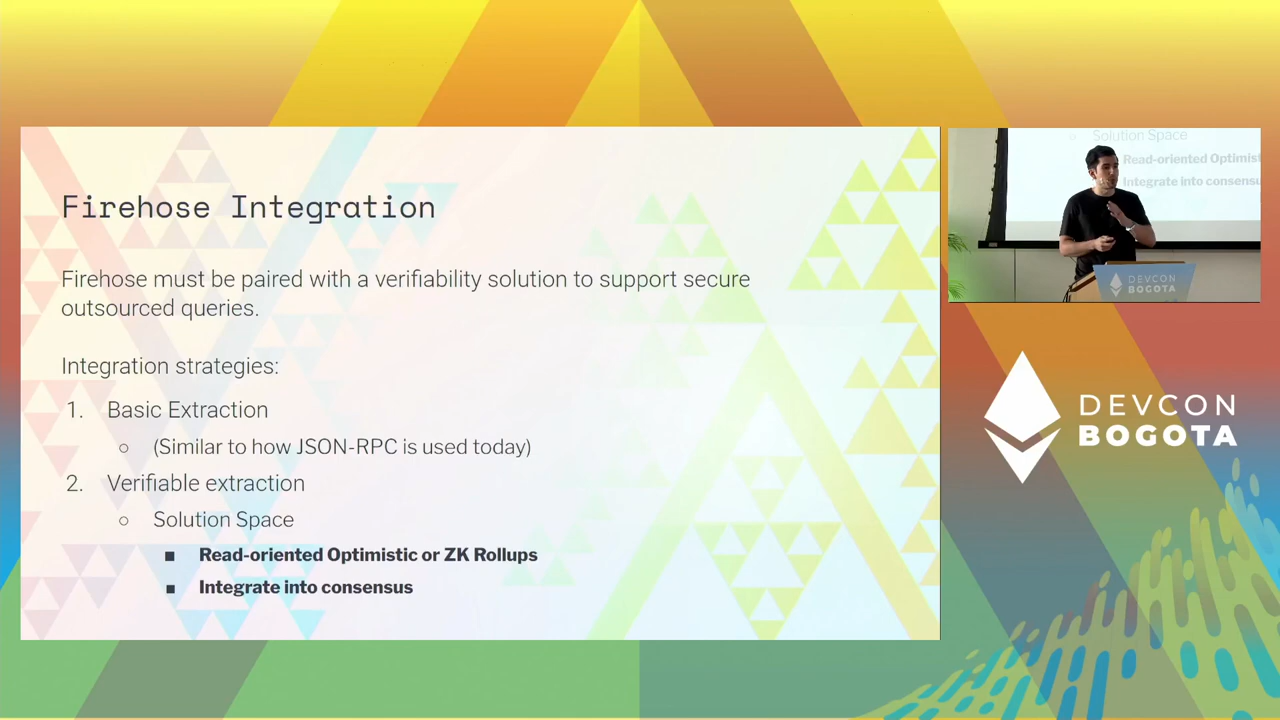 Firehose Integration
Firehose must be paired with a verifiability solution to support secure
outsourced queries.
Integration strategies:
1. Basic Extraction
○ (Similar to how JSON-RPC is used today)
2. Verifiable extraction
○ Solution Space
■ Read-oriented Optimistic or ZK Rollups
■ Integrate into consensus
Solution Space
Read-oriented Optimist
Integrate into consensu
DEVCON
BOGOTA
DEVCON
BOGOTA